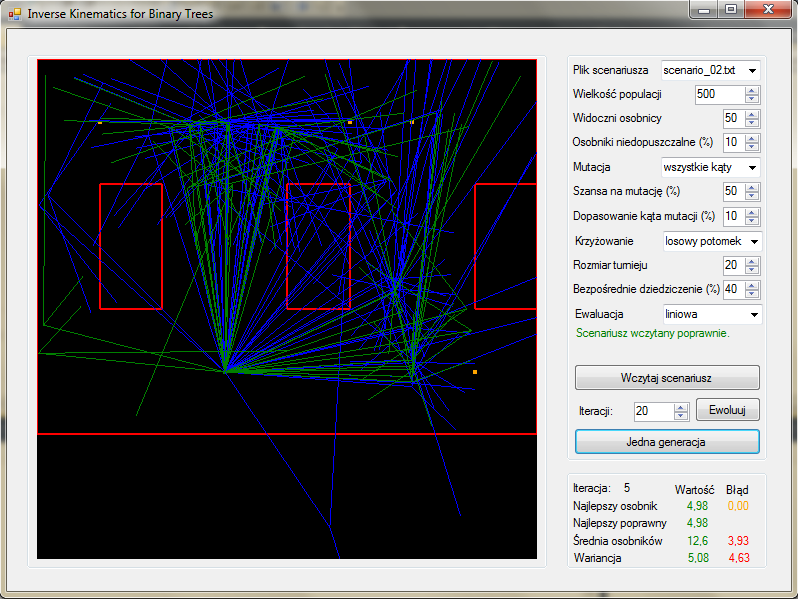 Inverse Kinematics for Binary Trees
Plik scenariusza scenario_02.txt
Wielkość populacji 500
Widoczni osobnicy 50
Osobniki niedopuszczalne (%) 10
Mutacja wszystkie kąty
Szansa na mutację (%) 50
Dopasowanie kąta mutacji (%) 10
Krzyżowanie losowy potomek
Rozmiar turnieju 20
Bezpośrednie dziedziczenie (%) 40
Ewaluacja liniowa
Scenariusz wczytany poprawnie.
Wczytaj scenariusz
Iteracji: 20 Ewoluuj
Jedna generacja
Iteracja: 5 Wartość Błąd
Najlepszy osobnik 4,98 0,00
Najlepszy poprawny 4,98
Średnia osobników 12,6 3,93
Wariancja 5,08 4,63